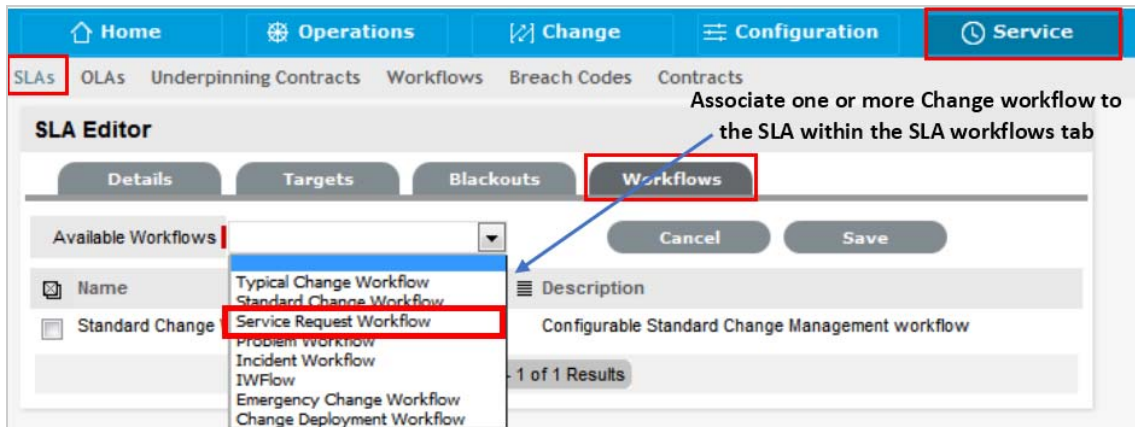 Home Operations Change Configuration Service
SLAs OLAs Underpinning Contracts Workflows Breach Codes Contracts
Associate one or more Change workflow to
the SLA within the SLA workflows tab
SLA Editor
Details Targets Blackouts Workflows
Available Workflows Cancel Save
Name Description
Typical Change Workflow
Standard Change Workflow
Service Request Workflow
Problem Workflow
Incident Workflow
IWFlow
Emergency Change Workflow
Change Deployment Workflow
Standard Change Configurable Standard Change Management workflow
1 of 1 Results